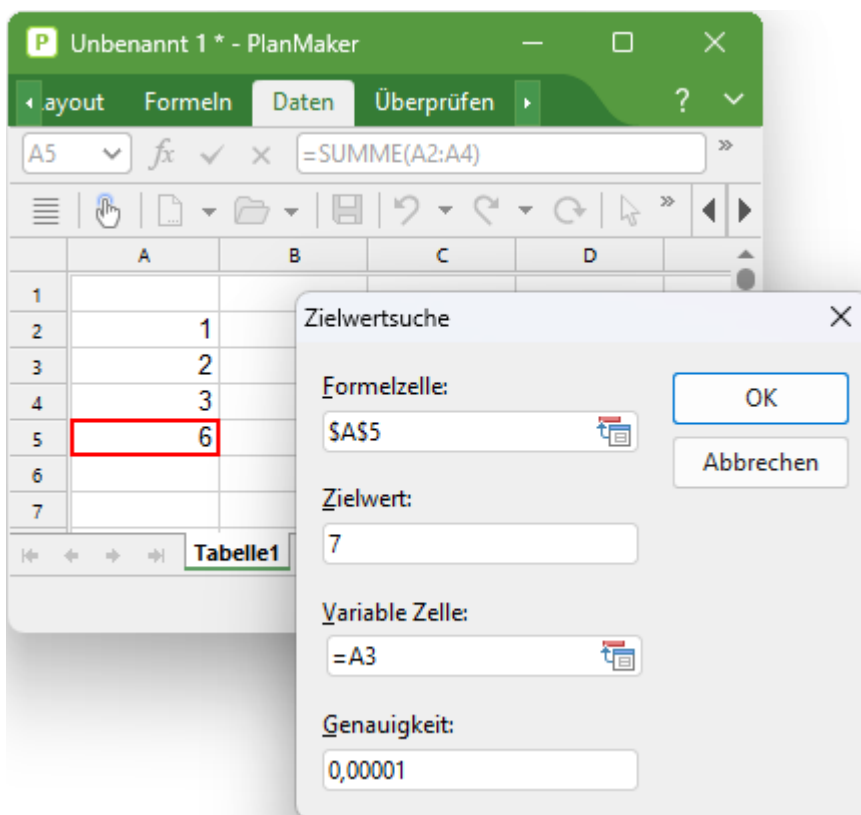 P Unbenannt 1 * - PlanMaker
.ayout Formeln Daten Überprüfen ?
A5 fx =SUMME(A2:A4) »
»
A B C D
1
2 1
3 2
4 3
5 6
6
7
Tabelle1
Zielwertsuche
Formelzelle:
$A$5
OK
Abbrechen
Zielwert:
7
Variable Zelle:
=A3
Genauigkeit:
0,00001